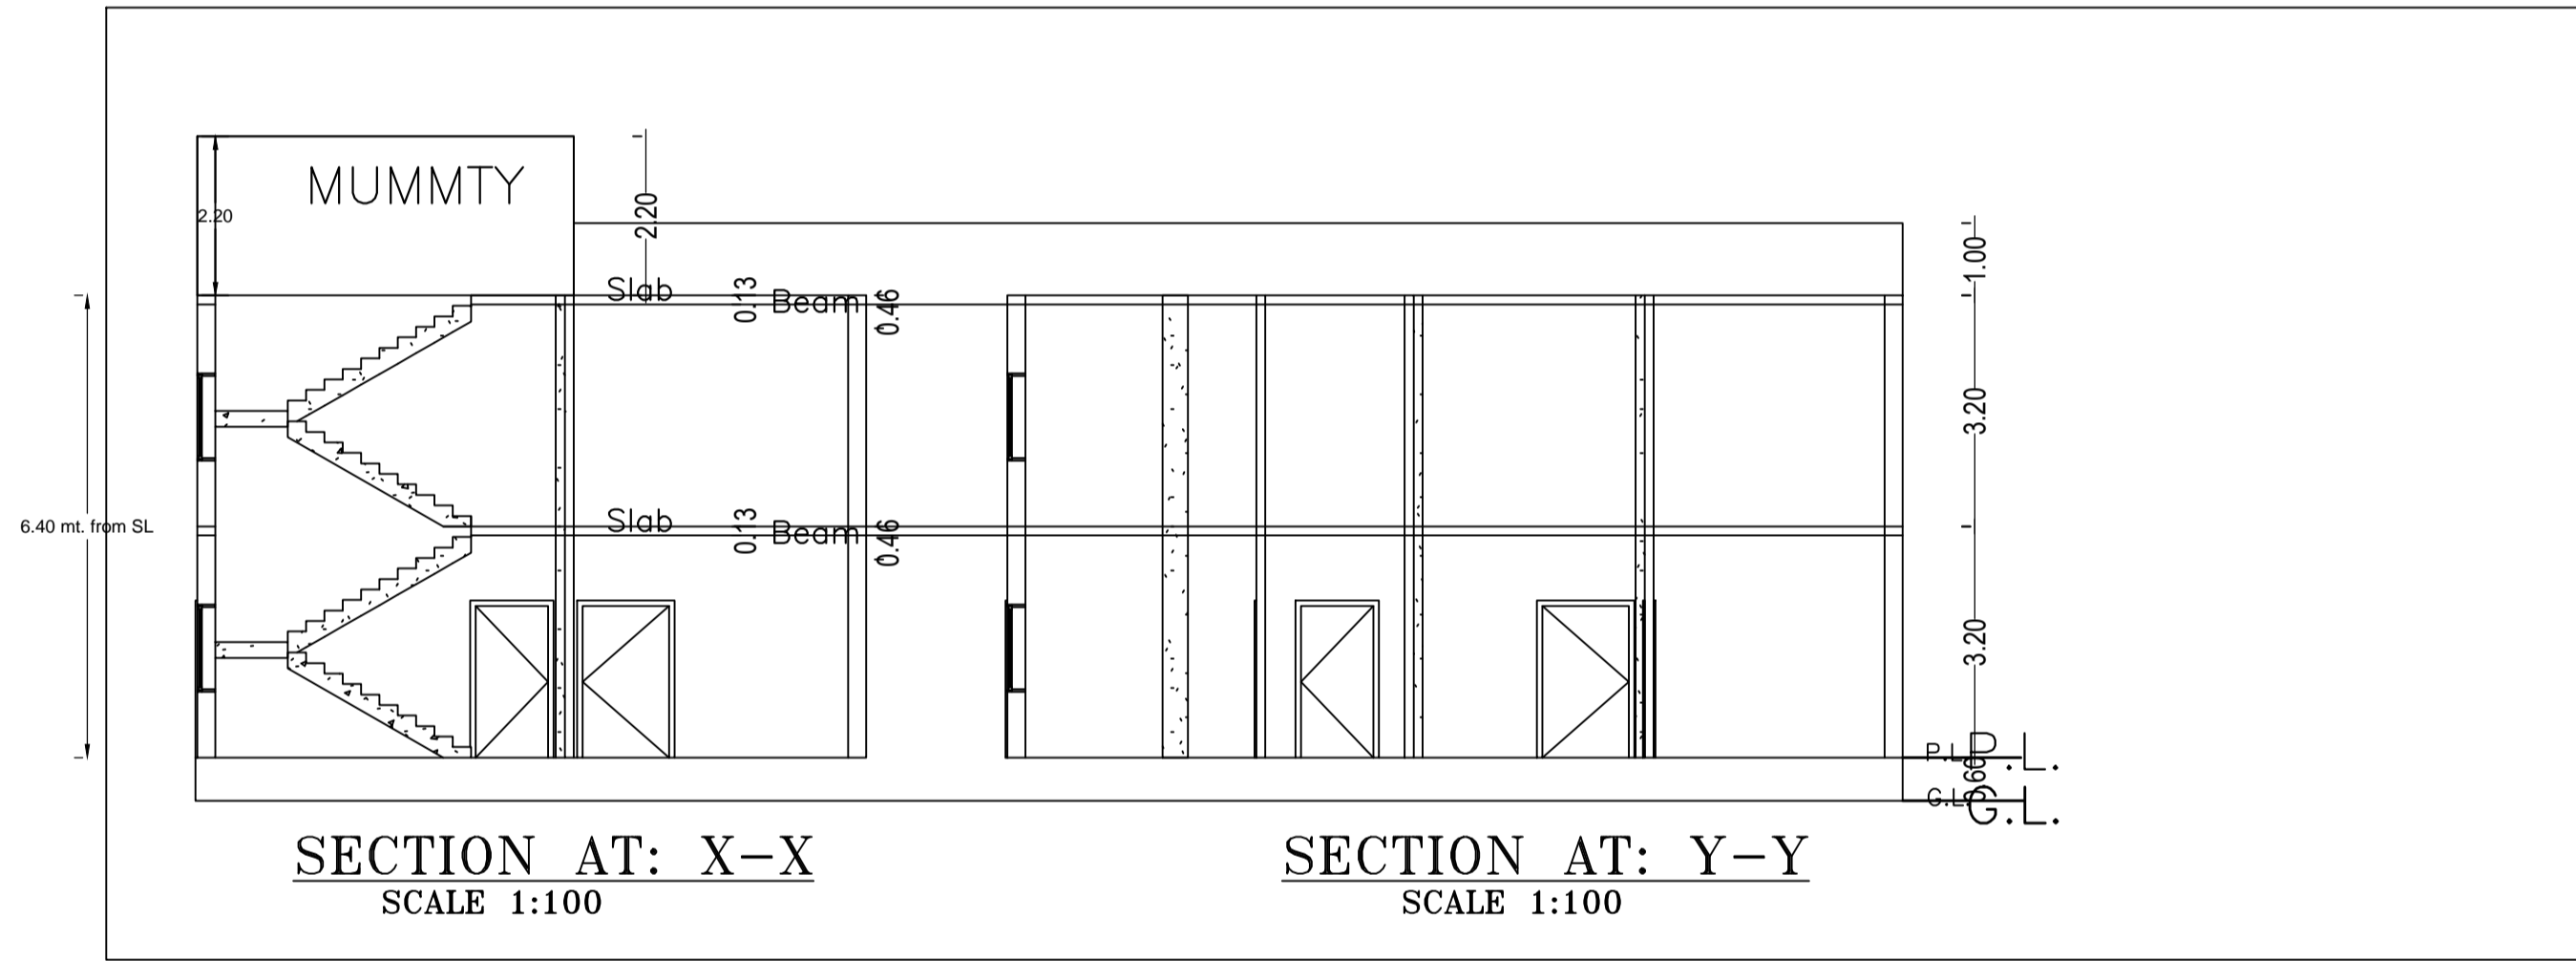 MUMMTY
2.20
2.20
1.00
Slab
0.13
Beam
0.46
3.20
6.40 mt. from SL
Slab
0.13
Beam
0.46
3.20
P.L.
P.L.
.60
G.L.
G.L.
SECTION AT: X-X
SCALE 1:100
SECTION AT: Y-Y
SCALE 1:100